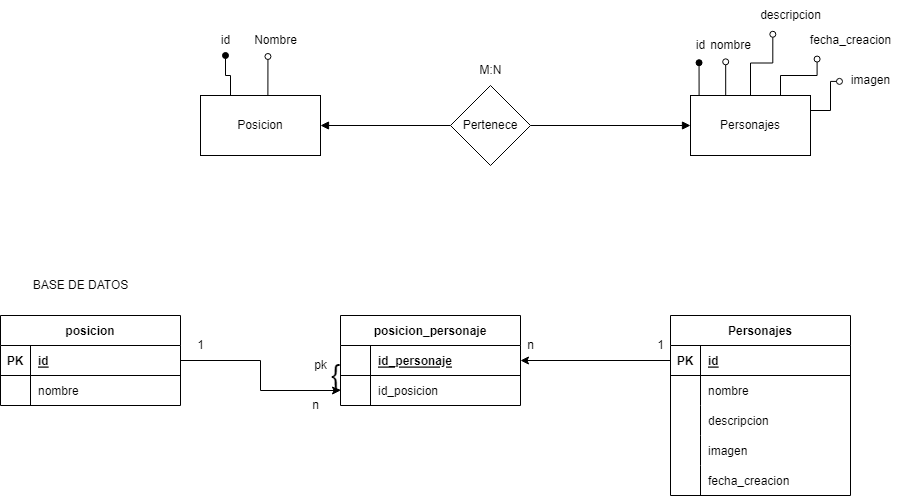 descripcion
id
Nombre
id nombre
fecha_creacion
M:N
imagen
Posicion
Pertenece
Personajes
BASE DE DATOS
posicion
PK id
nombre
1
pk
n
posicion_personaje
id_personaje
id_posicion
n
1
Personajes
PK id
nombre
descripcion
imagen
fecha_creacion